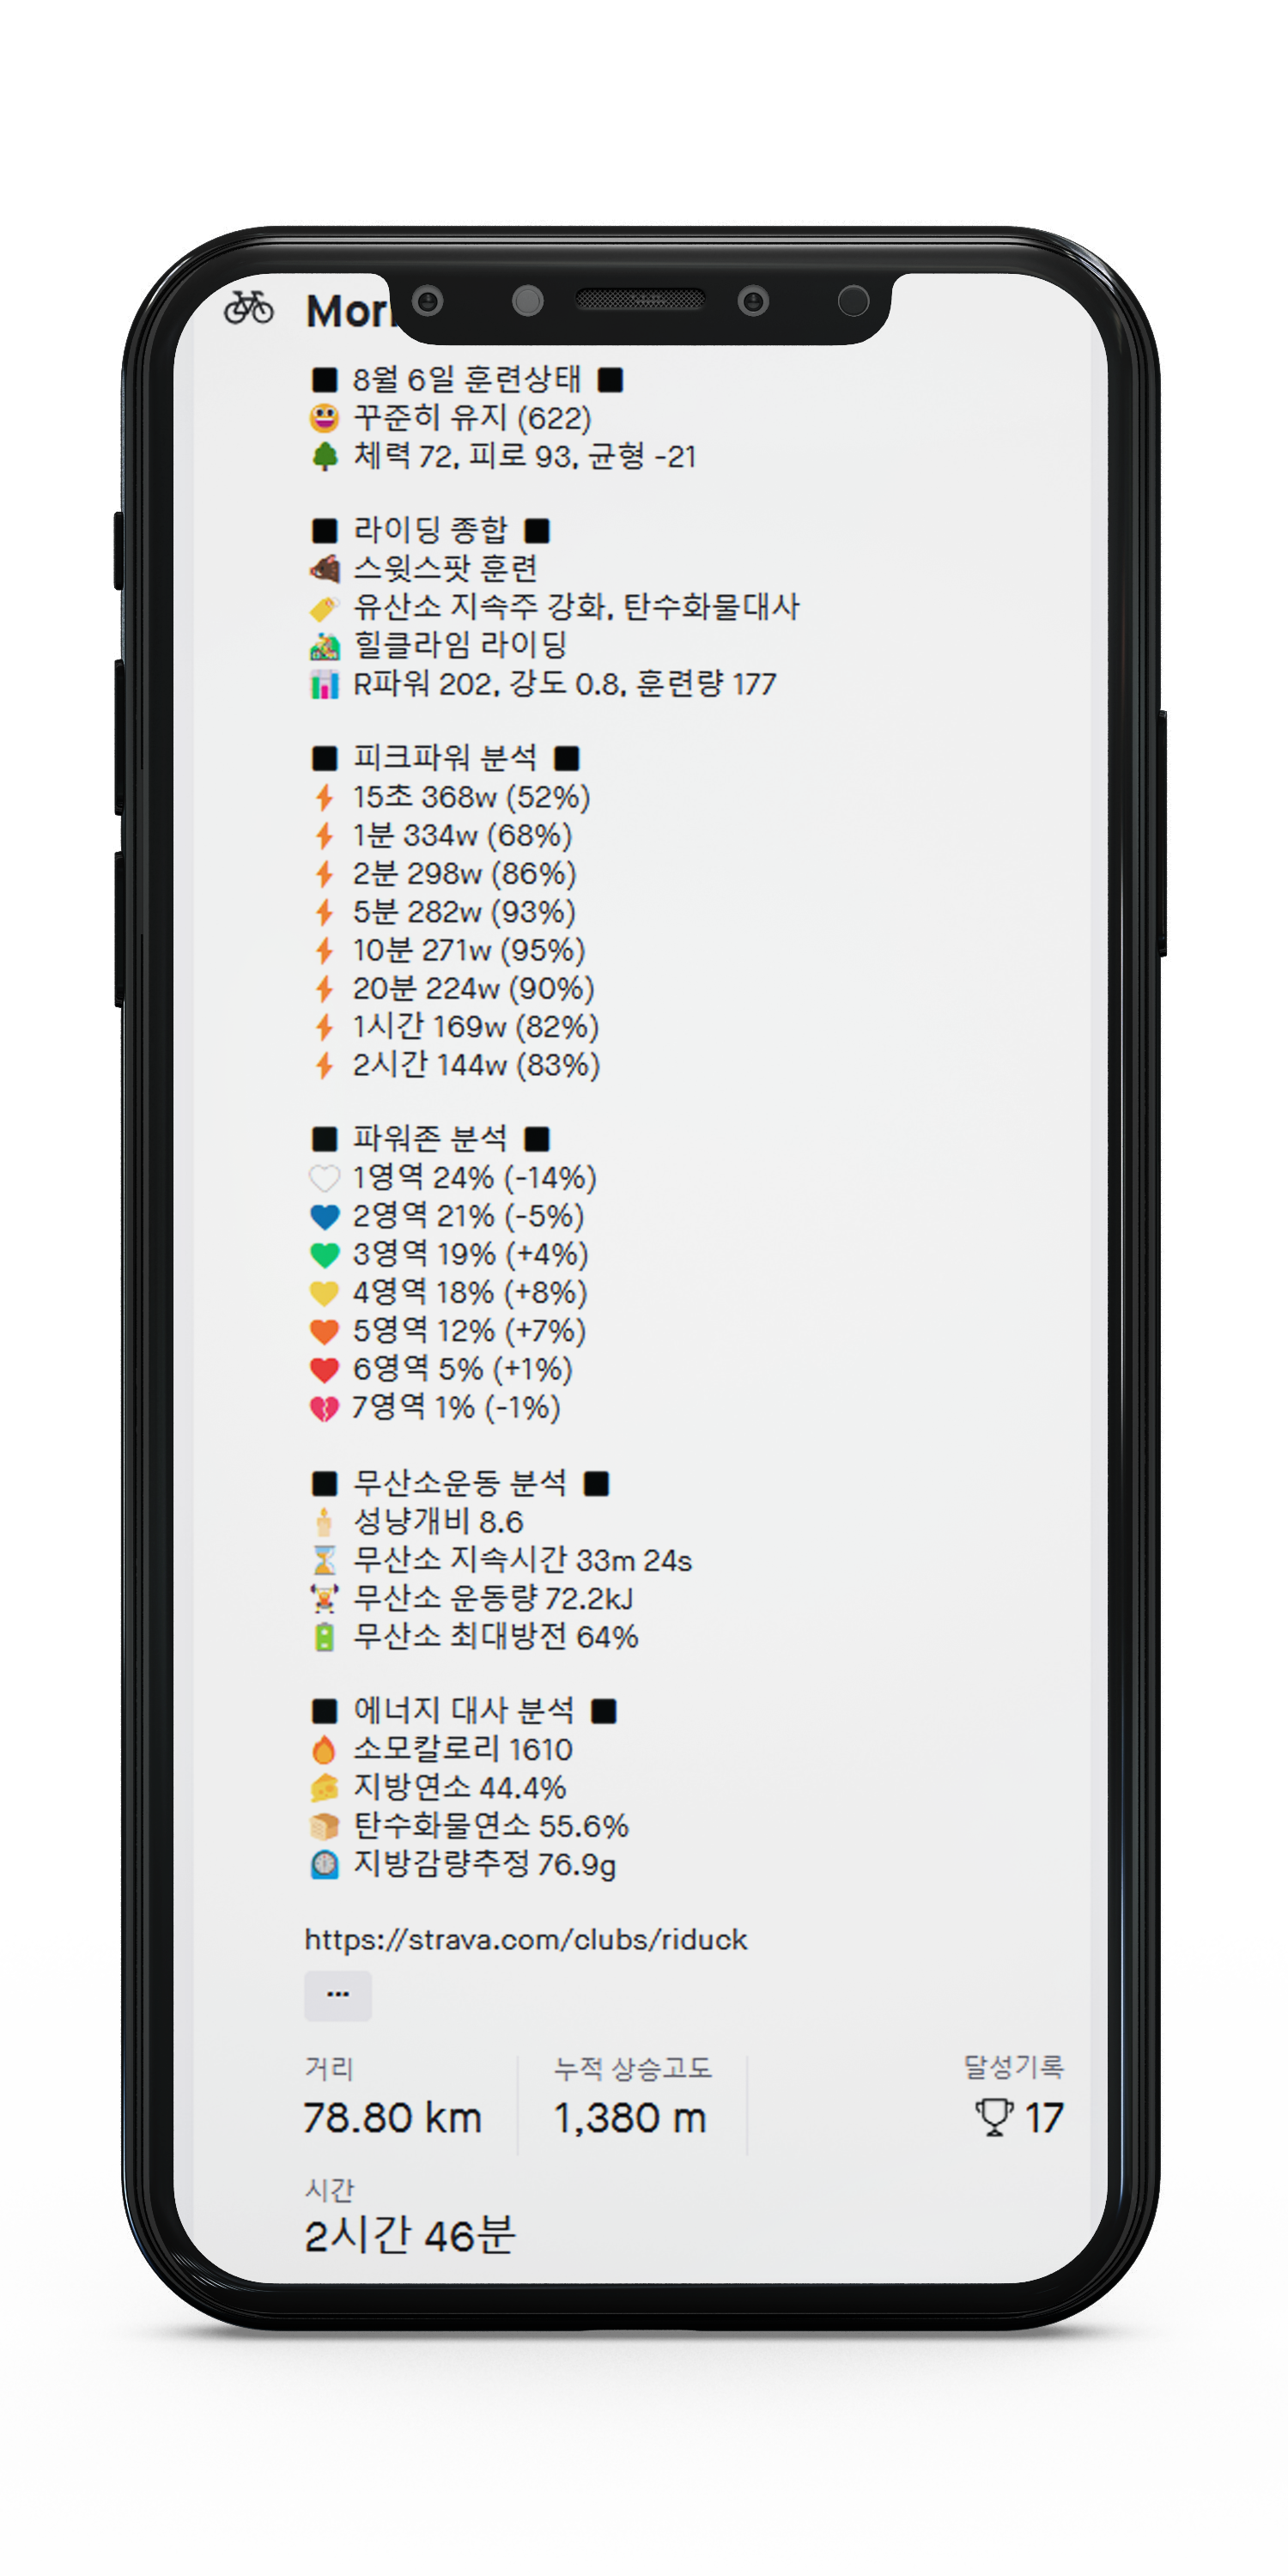 ■ 8월 6일 훈련상태 ■
😃 꾸준히 유지 (622)
🌳 체력 72, 피로 93, 균형 -21
■ 라이딩 종합 ■
🐗 스윗스팟 훈련
🏷️ 유산소 지속주 강화, 탄수화물대사
🚵 힐클라임 라이딩
📊 R파워 202, 강도 0.8, 훈련량 177
■ 피크파워 분석 ■
⚡ 15초 368w (52%)
⚡ 1분 334w (68%)
⚡ 2분 298w (86%)
⚡ 5분 282w (93%)
⚡ 10분 271w (95%)
⚡ 20분 224w (90%)
⚡ 1시간 169w (82%)
⚡ 2시간 144w (83%)
■ 파워존 분석 ■
🤍 1영역 24% (-14%)
💙 2영역 21% (-5%)
💚 3영역 19% (+4%)
💛 4영역 18% (+8%)
🧡 5영역 12% (+7%)
❤️ 6영역 5% (+1%)
💔 7영역 1% (-1%)
■ 무산소운동 분석 ■
🕯️ 성냥개비 8.6
⏳ 무산소 지속시간 33m 24s
🏋️ 무산소 운동량 72.2kJ
🔋 무산소 최대방전 64%
■ 에너지 대사 분석 ■
🔥 소모칼로리 1610
🧀 지방연소 44.4%
🍞 탄수화물연소 55.6%
⏲️ 지방감량추정 76.9g
https://strava.com/clubs/riduck
...
거리 누적 상승고도 달성기록
78.80 km 1,380 m 17
시간
2시간 46분